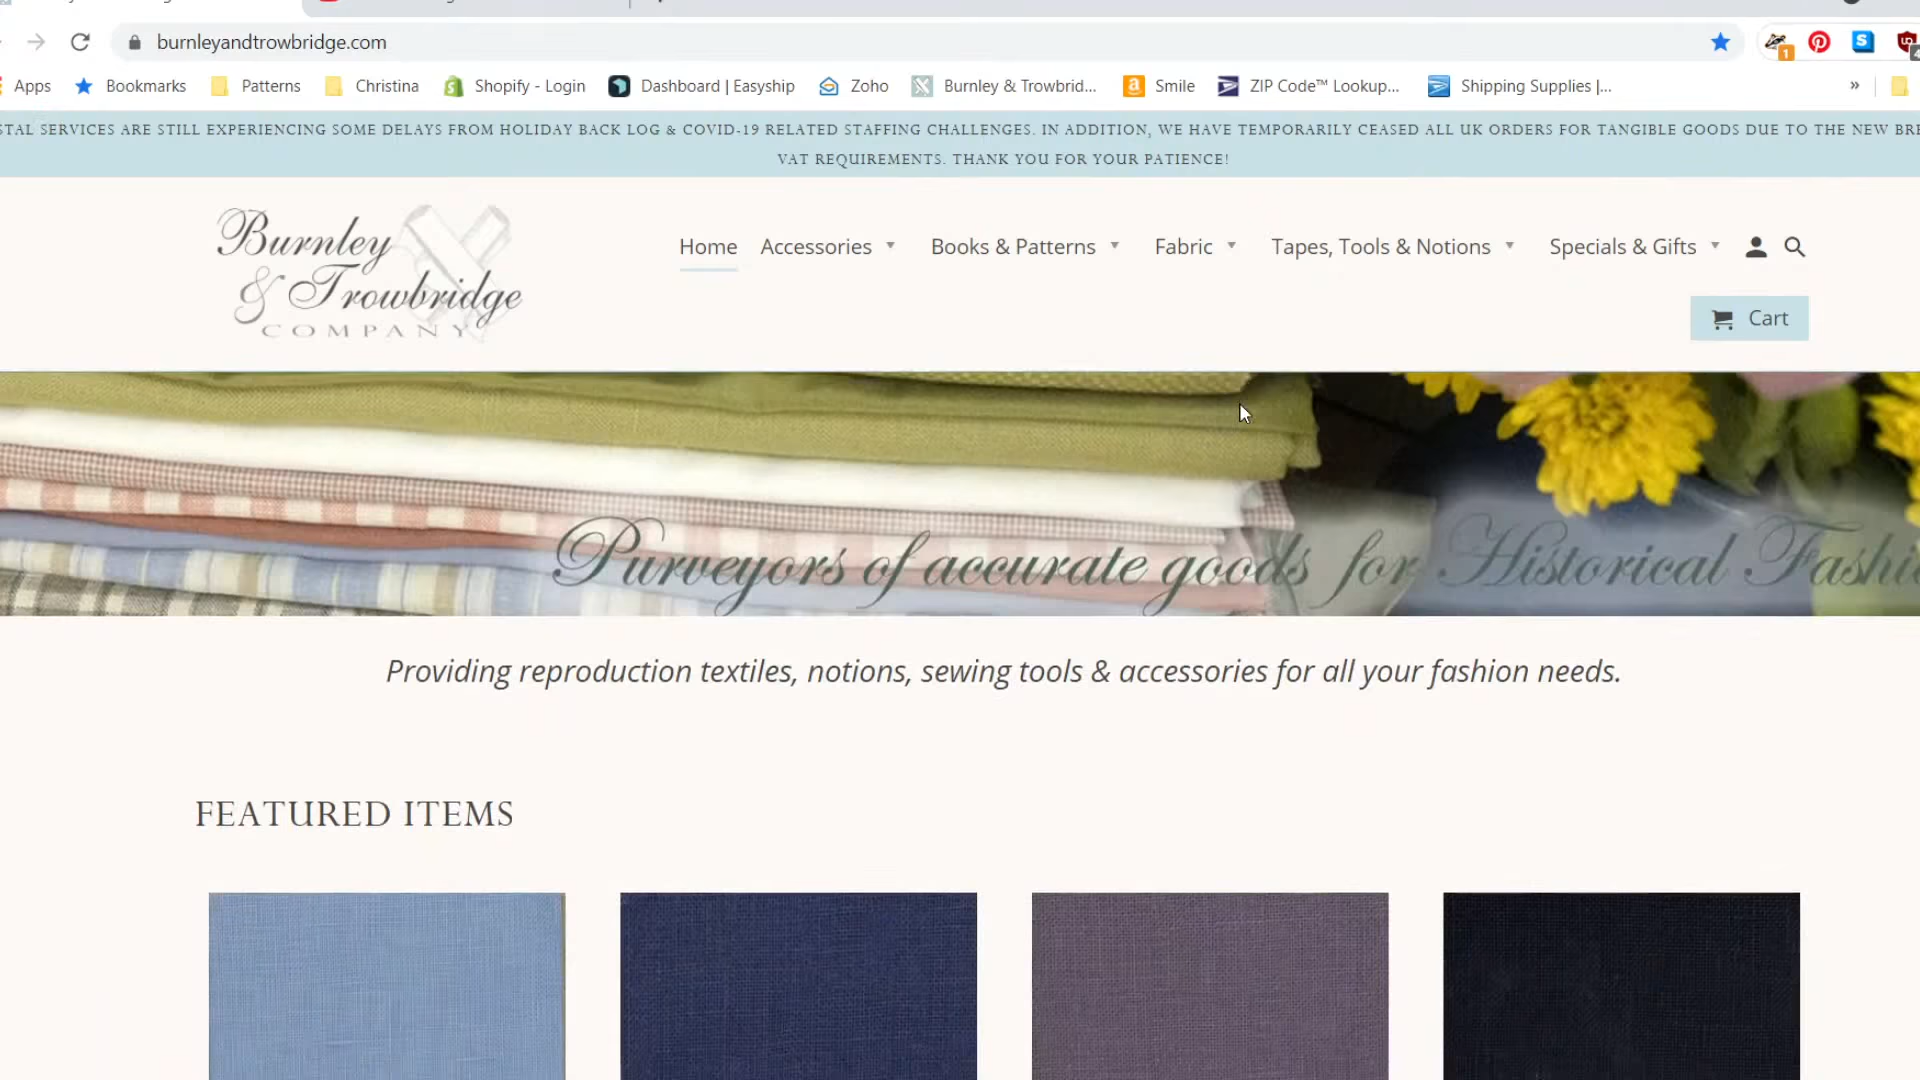 burnleyandtrowbridge.com
1
Apps
Bookmarks
Patterns
Christina
Shopify - Login
Dashboard | Easyship
Zoho
Burnley & Trowbrid...
Smile
ZIP Code™ Lookup...
Shipping Supplies |...
»
SERVICES ARE STILL EXPERIENCING SOME DELAYS FROM HOLIDAY BACK LOG & COVID-19 RELATED STAFFING CHALLENGES. IN ADDITION, WE HAVE TEMPORARILY CEASED ALL UK ORDERS FOR TANGIBLE GOODS DUE TO THE NEW
VAT REQUIREMENTS. THANK YOU FOR YOUR PATIENCE!
Burnley
& Trowbridge
COMPANY
Home
Accessories
Books & Patterns
Fabric
Tapes, Tools & Notions
Specials & Gifts
Cart
Purveyors of accurate goods for Historical
Providing reproduction textiles, notions, sewing tools & accessories for all your fashion needs.
FEATURED ITEMS